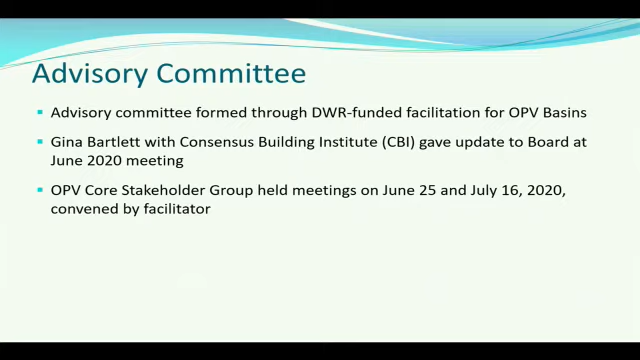 Advisory Committee
Advisory committee formed through DWR-funded facilitation for OPV Basins
Gina Bartlett with Consensus Building Institute (CBI) gave update to Board at
June 2020 meeting
OPV Core Stakeholder Group held meetings on June 25 and July 16, 2020,
convened by facilitator